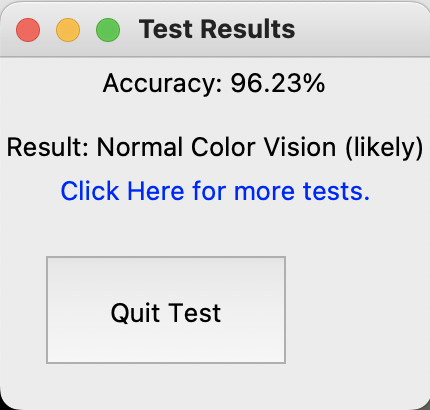 Test Results
Accuracy: 96.23%
Result: Normal Color Vision (likely)
Click Here for more tests.
Quit Test